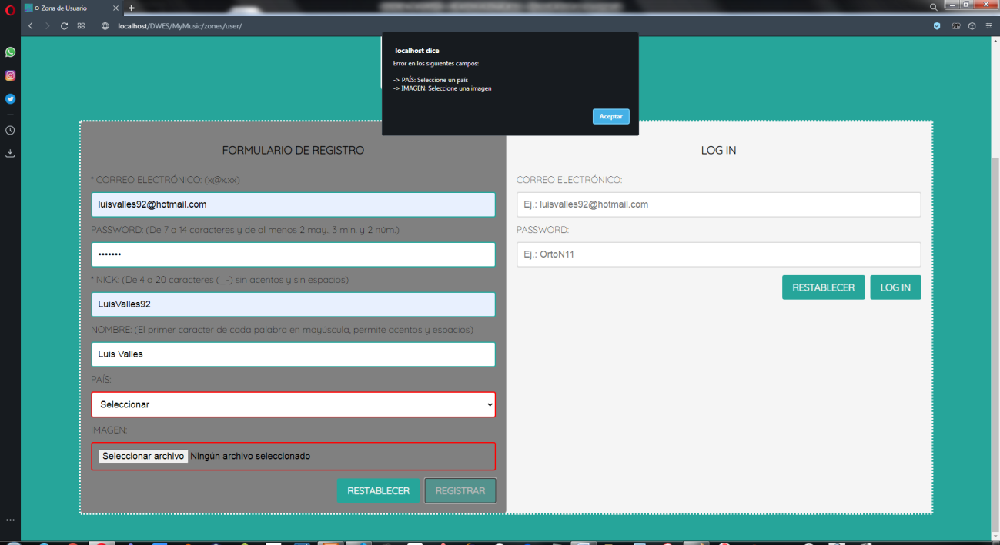 Zona de Usuario
localhost/DWES/MyMusic/zones/user/
localhost dice
Error en los siguientes campos:
-> PAÍS: Seleccione un país
-> IMAGEN: Seleccione una imagen
Aceptar
FORMULARIO DE REGISTRO
* CORREO ELECTRÓNICO: (x@x.xx)
luisvalles92@hotmail.com
PASSWORD: (De 7 a 14 caracteres y de al menos 2 may., 3 min. y 2 núm.)
•••••••
* NICK: (De 4 a 20 caracteres (_-) sin acentos y sin espacios)
LuisValles92
NOMBRE: (El primer caracter de cada palabra en mayúscula, permite acentos y espacios)
Luis Valles
PAÍS:
Seleccionar
IMAGEN:
Seleccionar archivo Ningún archivo seleccionado
RESTABLECER REGISTRAR
LOG IN
CORREO ELECTRÓNICO:
Ej.: luisvalles92@hotmail.com
PASSWORD:
Ej.: OrtoN11
RESTABLECER LOG IN